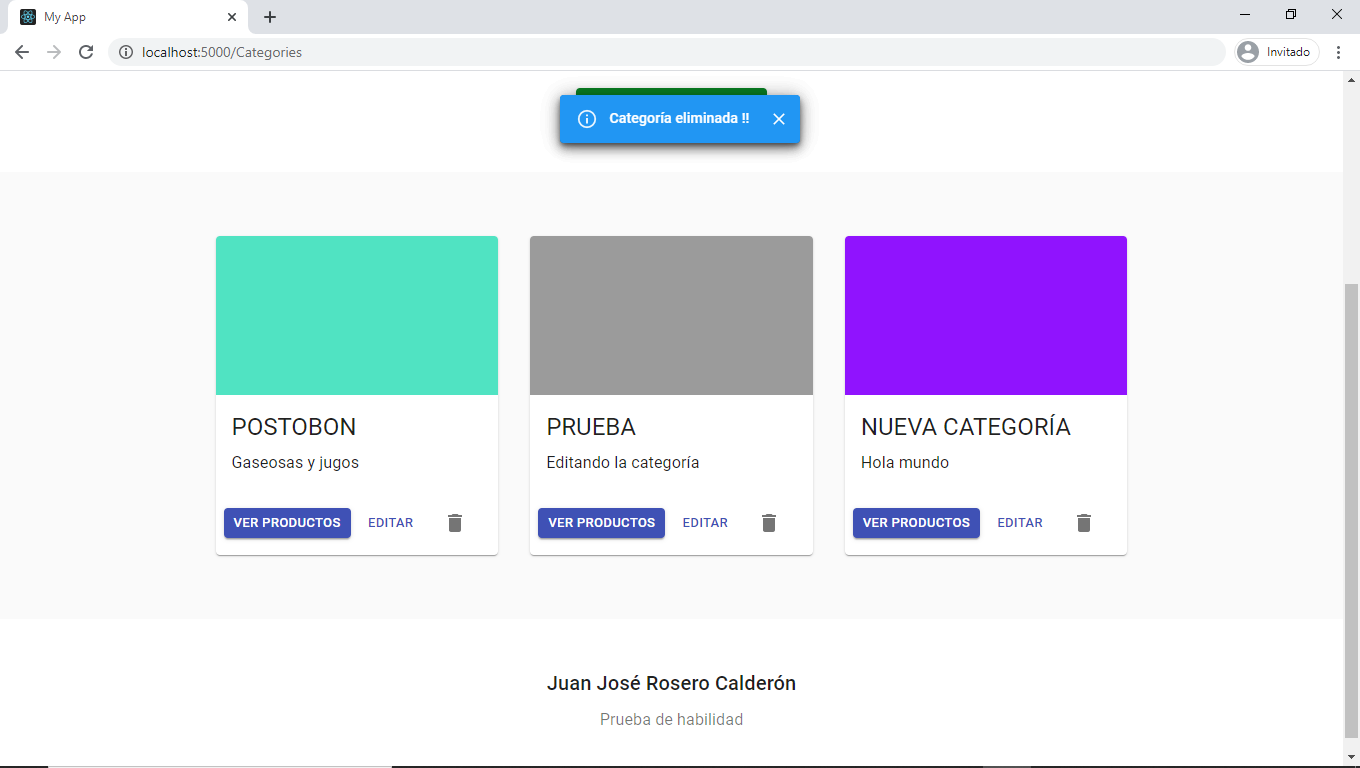 My App
localhost:5000/Categories
Invitado
Categoría eliminada !!
POSTOBON
Gaseosas y jugos
VER PRODUCTOS EDITAR
PRUEBA
Editando la categoría
VER PRODUCTOS EDITAR
NUEVA CATEGORÍA
Hola mundo
VER PRODUCTOS EDITAR
Juan José Rosero Calderón
Prueba de habilidad